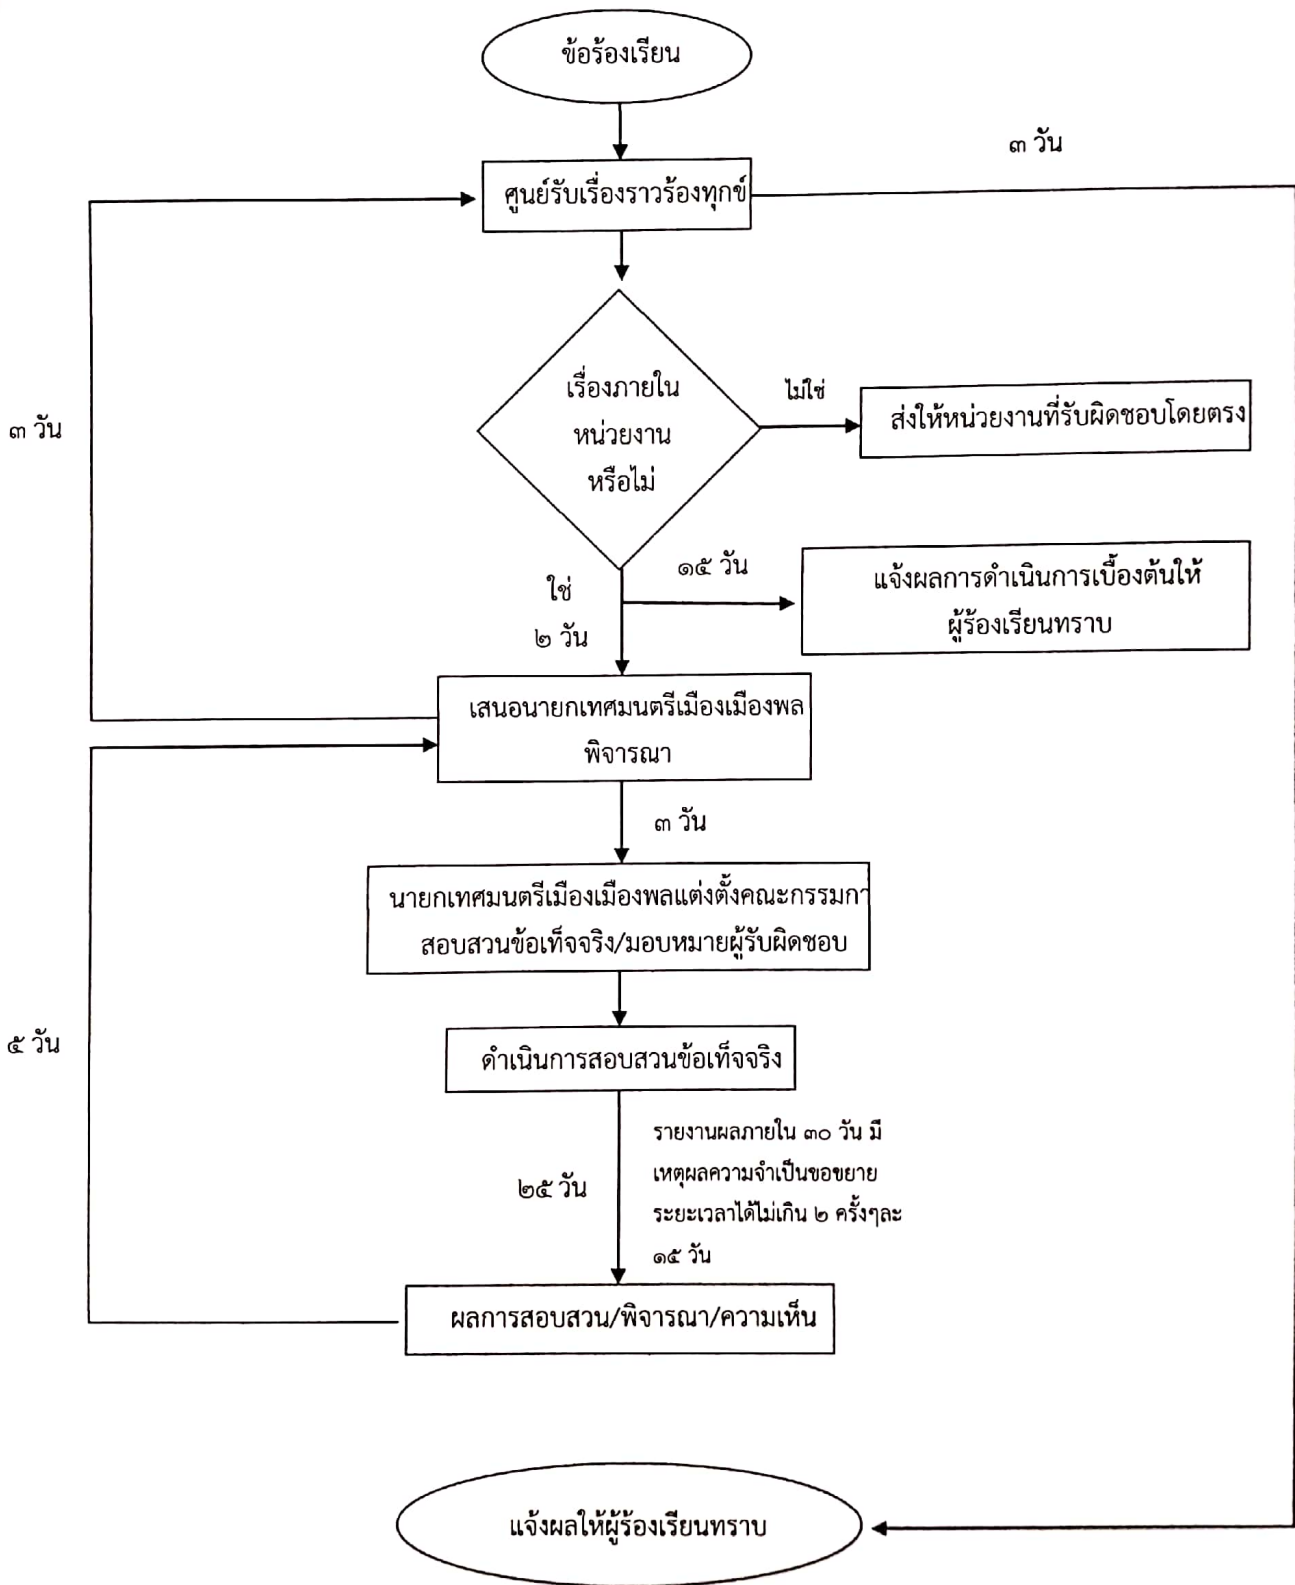 ข้อร้องเรียน
๓ วัน
ศูนย์รับเรื่องราวร้องทุกข์
เรื่องภายใน
หน่วยงาน
หรือไม่
ไม่ใช่
ส่งให้หน่วยงานที่รับผิดชอบโดยตรง
๓ วัน
๑๕ วัน
ใช่
๒ วัน
แจ้งผลการดำเนินการเบื้องต้นให้
ผู้ร้องเรียนทราบ
เสนอนายกเทศมนตรีเมืองเมืองพล
พิจารณา
๓ วัน
นายกเทศมนตรีเมืองเมืองพลแต่งตั้งคณะกรรมกา
สอบสวนข้อเท็จจริง/มอบหมายผู้รับผิดชอบ
๕ วัน
ดำเนินการสอบสวนข้อเท็จจริง
๒๕ วัน
รายงานผลภายใน ๓๐ วัน มี
เหตุผลความจำเป็นขอขยาย
ระยะเวลาได้ไม่เกิน ๒ ครั้งๆละ
๑๕ วัน
ผลการสอบสวน/พิจารณา/ความเห็น
แจ้งผลให้ผู้ร้องเรียนทราบ